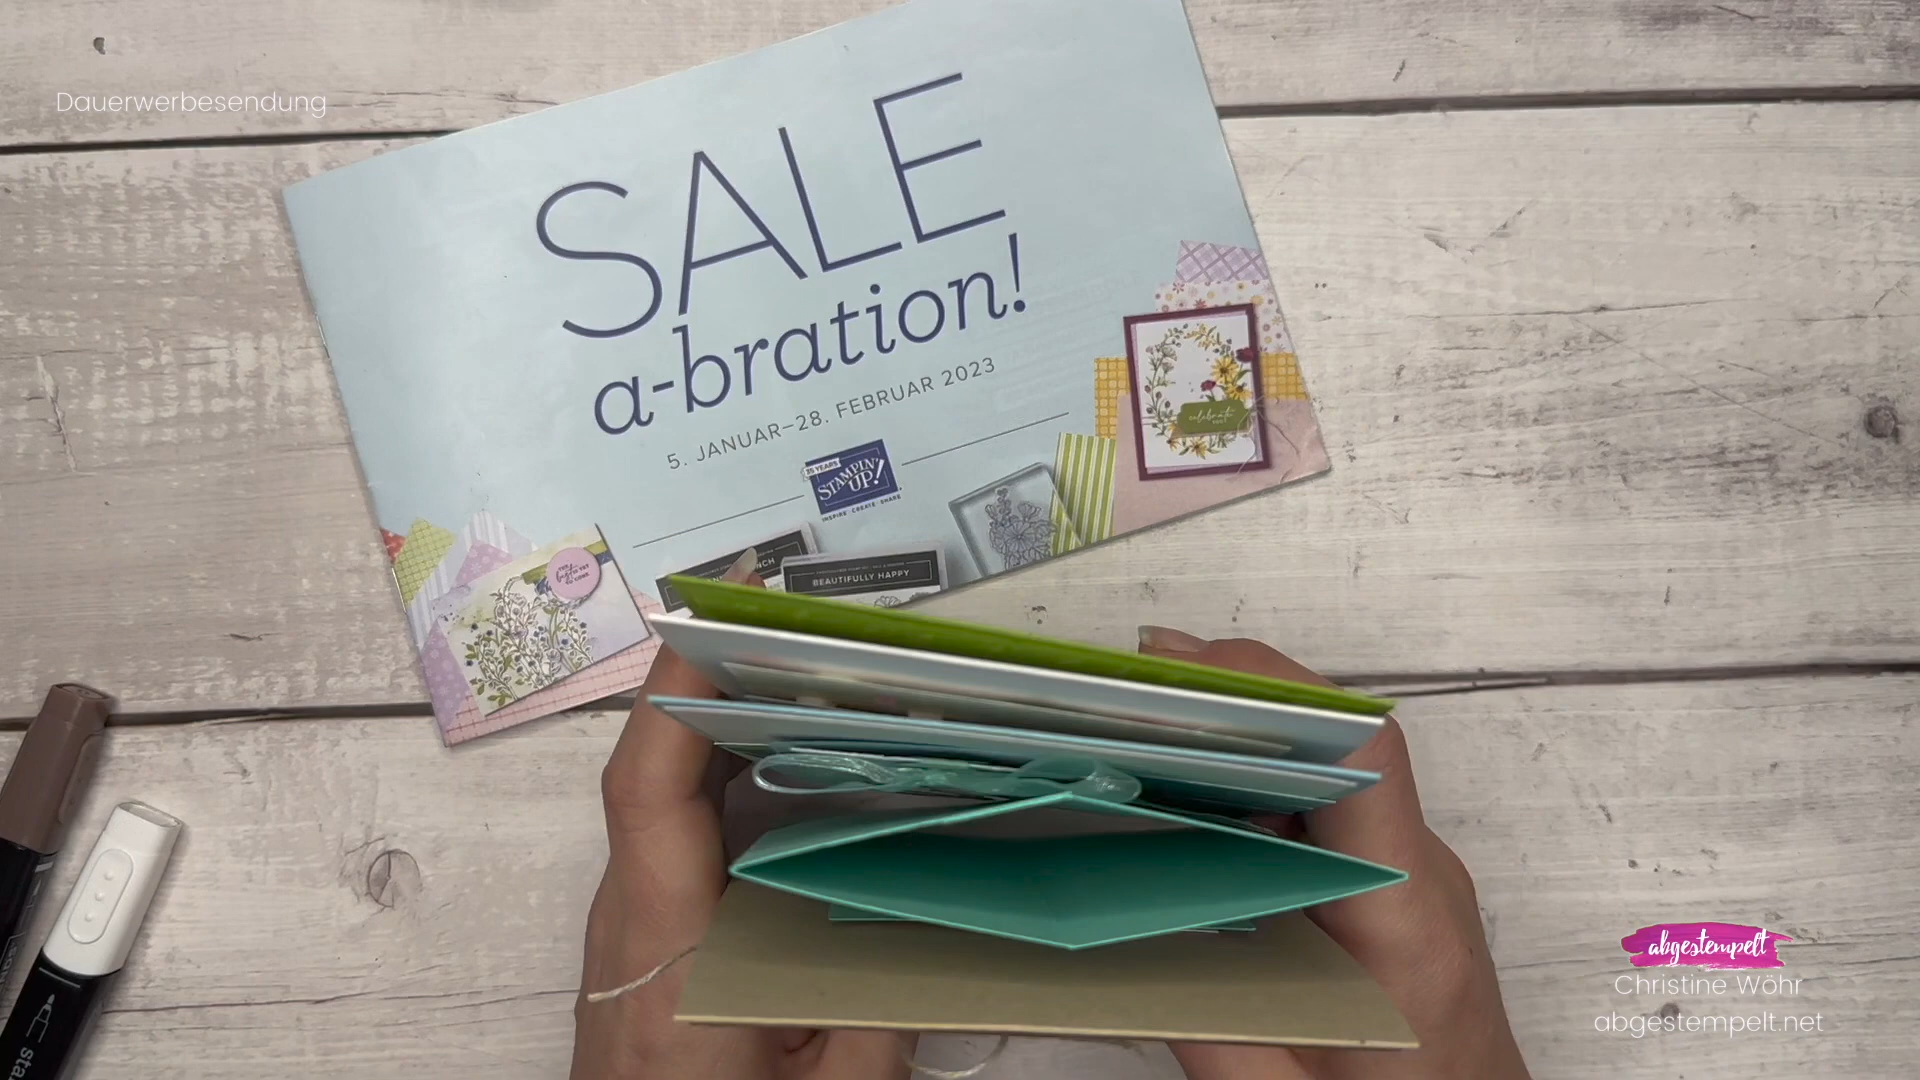 Dauerwerbesendung
SALE
a-bration!
5. JANUAR–28. FEBRUAR 2023
35 YEARS
STAMPIN' UP!
INSPIRE · CREATE · SHARE
BEAUTIFULLY HAPPY
celebrate
abgestempelt
Christine Wöhr
abgestempelt.net